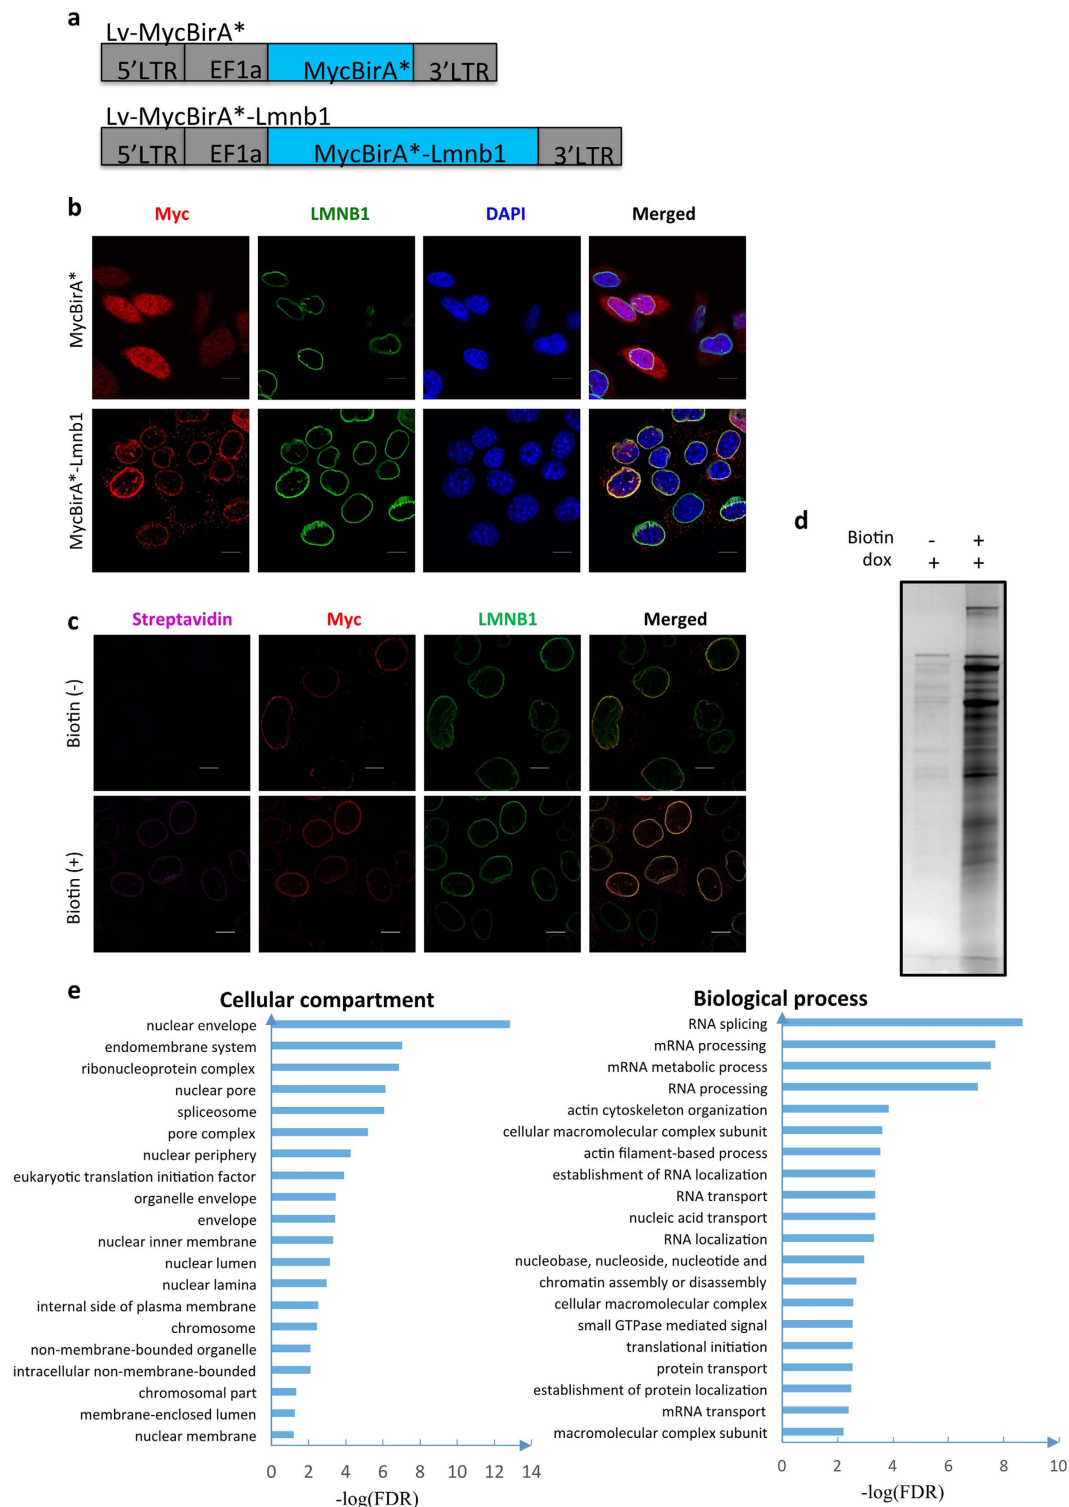 a
Lv-MycBirA*
5'LTR EF1a MycBirA* 3'LTR
Lv-MycBirA*-Lmnb1
5'LTR EF1a MycBirA*-Lmnb1 3'LTR
b
Myc LMNB1 DAPI Merged
MycBirA*
MycBirA*-Lmnb1
c
Streptavidin Myc LMNB1 Merged
Biotin (-)
Biotin (+)
d
Biotin - +
dox + +
e
Cellular compartment
nuclear envelope
endomembrane system
ribonucleoprotein complex
nuclear pore
spliceosome
pore complex
nuclear periphery
eukaryotic translation initiation factor
organelle envelope
envelope
nuclear inner membrane
nuclear lumen
nuclear lamina
internal side of plasma membrane
chromosome
non-membrane-bounded organelle
intracellular non-membrane-bounded
chromosomal part
membrane-enclosed lumen
nuclear membrane
0 2 4 6 8 10 12 14
-log(FDR)
Biological process
RNA splicing
mRNA processing
mRNA metabolic process
RNA processing
actin cytoskeleton organization
cellular macromolecular complex subunit
actin filament-based process
establishment of RNA localization
RNA transport
nucleic acid transport
RNA localization
nucleobase, nucleoside, nucleotide and
chromatin assembly or disassembly
cellular macromolecular complex
small GTPase mediated signal
translational initiation
protein transport
establishment of protein localization
mRNA transport
macromolecular complex subunit
0 2 4 6 8 10
-log(FDR)